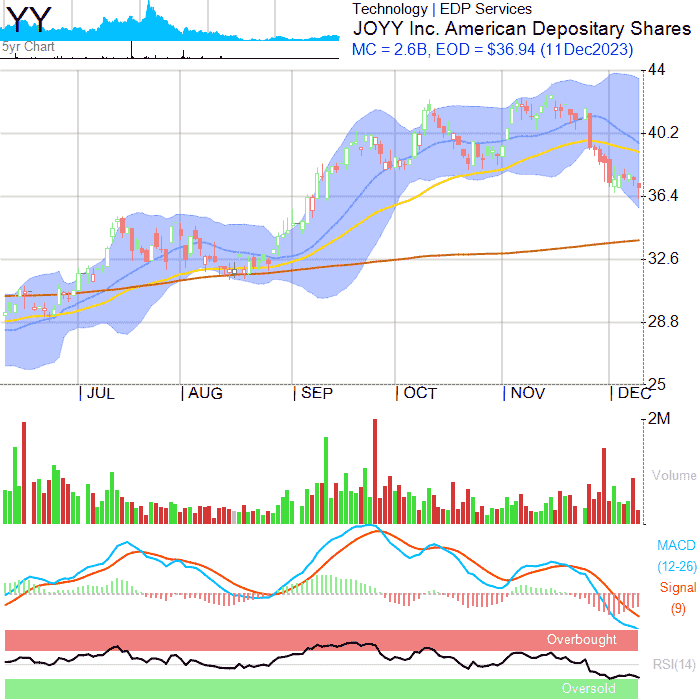 YY
5yr Chart
Technology | EDP Services
JOYY Inc. American Depositary Shares
MC = 2.6B, EOD = $36.94 (11Dec2023)
44
40.2
36.4
32.6
28.8
25
JUL
AUG
SEP
OCT
NOV
DEC
2M
Volume
MACD
(12-26)
Signal
(9)
Overbought
RSI(14)
Oversold